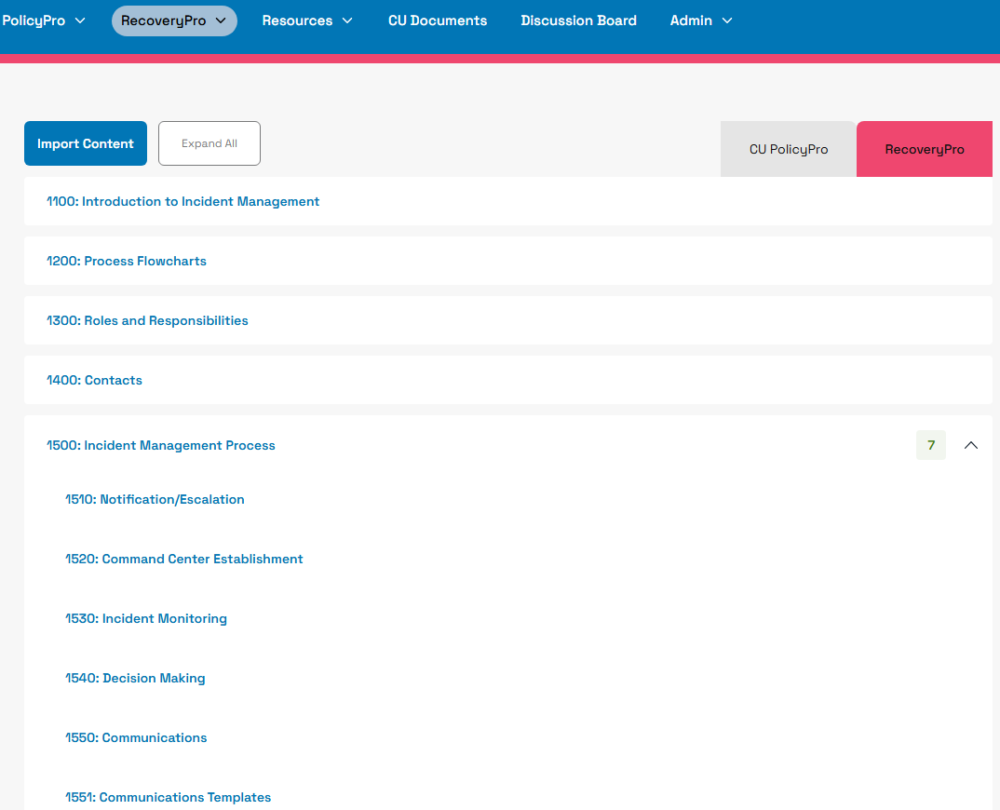 PolicyPro RecoveryPro Resources CU Documents Discussion Board Admin
Import Content Expand All CU PolicyPro RecoveryPro
1100: Introduction to Incident Management
1200: Process Flowcharts
1300: Roles and Responsibilities
1400: Contacts
1500: Incident Management Process 7
1510: Notification/Escalation
1520: Command Center Establishment
1530: Incident Monitoring
1540: Decision Making
1550: Communications
1551: Communications Templates